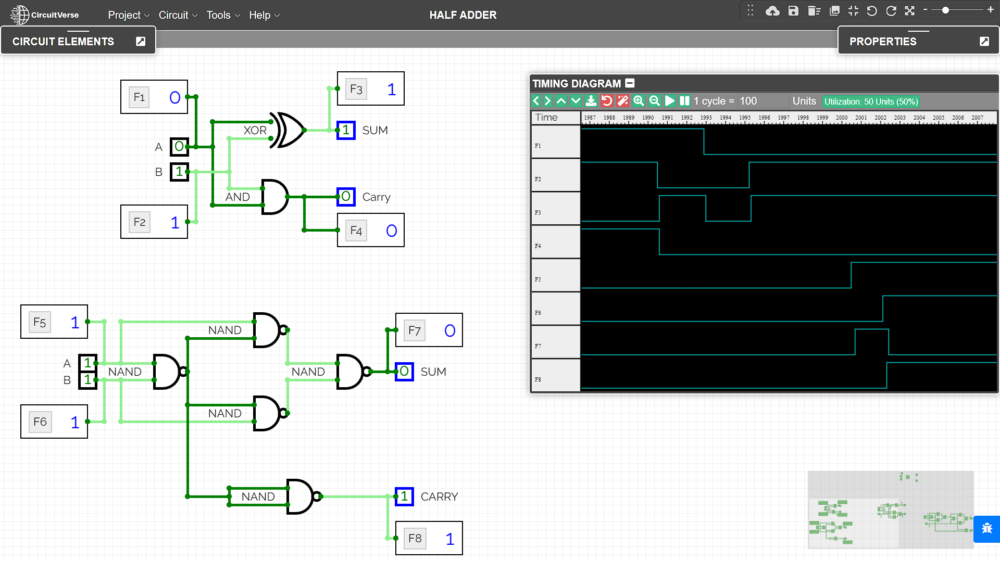 CircuitVerse
Project Circuit Tools Help
HALF ADDER
- +
CIRCUIT ELEMENTS
PROPERTIES
F1 0
F3 1
XOR
1 SUM
A 0
B 1
AND
0 Carry
F2 1
F4 0
F5 1
NAND
F7 0
A 1
B 1
NAND
NAND
0 SUM
F6 1
NAND
NAND
1 CARRY
F8 1
TIMING DIAGRAM
1 cycle = 100 Units Utilization: 50 Units (50%)
Time 1987 1988 1989 1990 1991 1992 1993 1994 1995 1996 1997 1998 1999 2000 2001 2002 2003 2004 2005 2006 2007
F1
F2
F3
F4
F5
F6
F7
F8